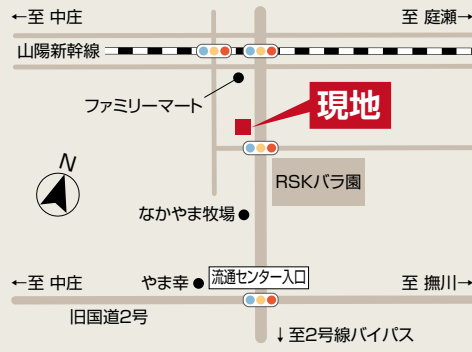 ←至 中庄
至 庭瀬→
山陽新幹線
ファミリーマート
現地
N
RSKバラ園
なかやま牧場
←至 中庄
やま幸
流通センター入口
至 撫川→
旧国道2号
↓至2号線バイパス